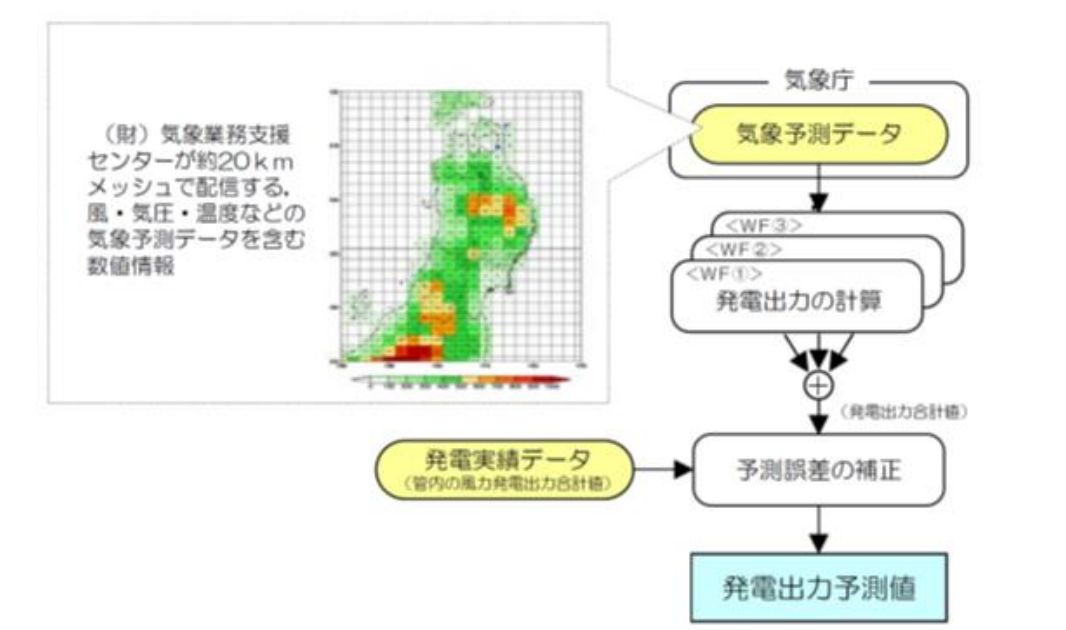 気象庁
気象予測データ
（財）気象業務支援
センターが約20ｋｍ
メッシュで配信する，
風・気圧・温度などの
気象予測データを含む
数値情報
<WF③>
<WF②>
<WF①>
発電出力の計算
（発電出力合計値）
発電実績データ
（管内の風力発電出力合計値）
予測誤差の補正
発電出力予測値